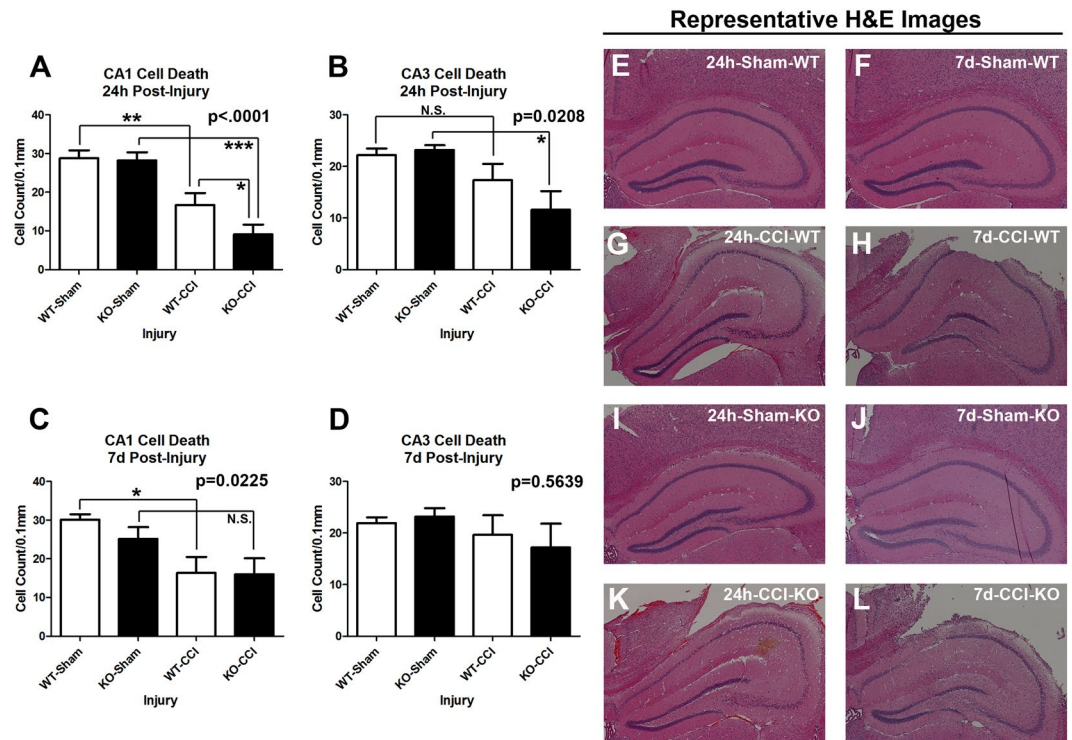 Representative H&E Images
A
CA1 Cell Death
24h Post-Injury
p<.0001
**
***
*
Cell Count/0.1mm
40
30
20
10
0
WT-Sham
KO-Sham
WT-CCI
KO-CCI
Injury
B
CA3 Cell Death
24h Post-Injury
N.S.
p=0.0208
*
Cell Count/0.1mm
30
20
10
0
WT-Sham
KO-Sham
WT-CCI
KO-CCI
Injury
C
CA1 Cell Death
7d Post-Injury
p=0.0225
*
N.S.
Cell Count/0.1mm
40
30
20
10
0
WT-Sham
KO-Sham
WT-CCI
KO-CCI
Injury
D
CA3 Cell Death
7d Post-Injury
p=0.5639
Cell Count/0.1mm
30
20
10
0
WT-Sham
KO-Sham
WT-CCI
KO-CCI
Injury
E 24h-Sham-WT
F 7d-Sham-WT
G 24h-CCI-WT
H 7d-CCI-WT
I 24h-Sham-KO
J 7d-Sham-KO
K 24h-CCI-KO
L 7d-CCI-KO